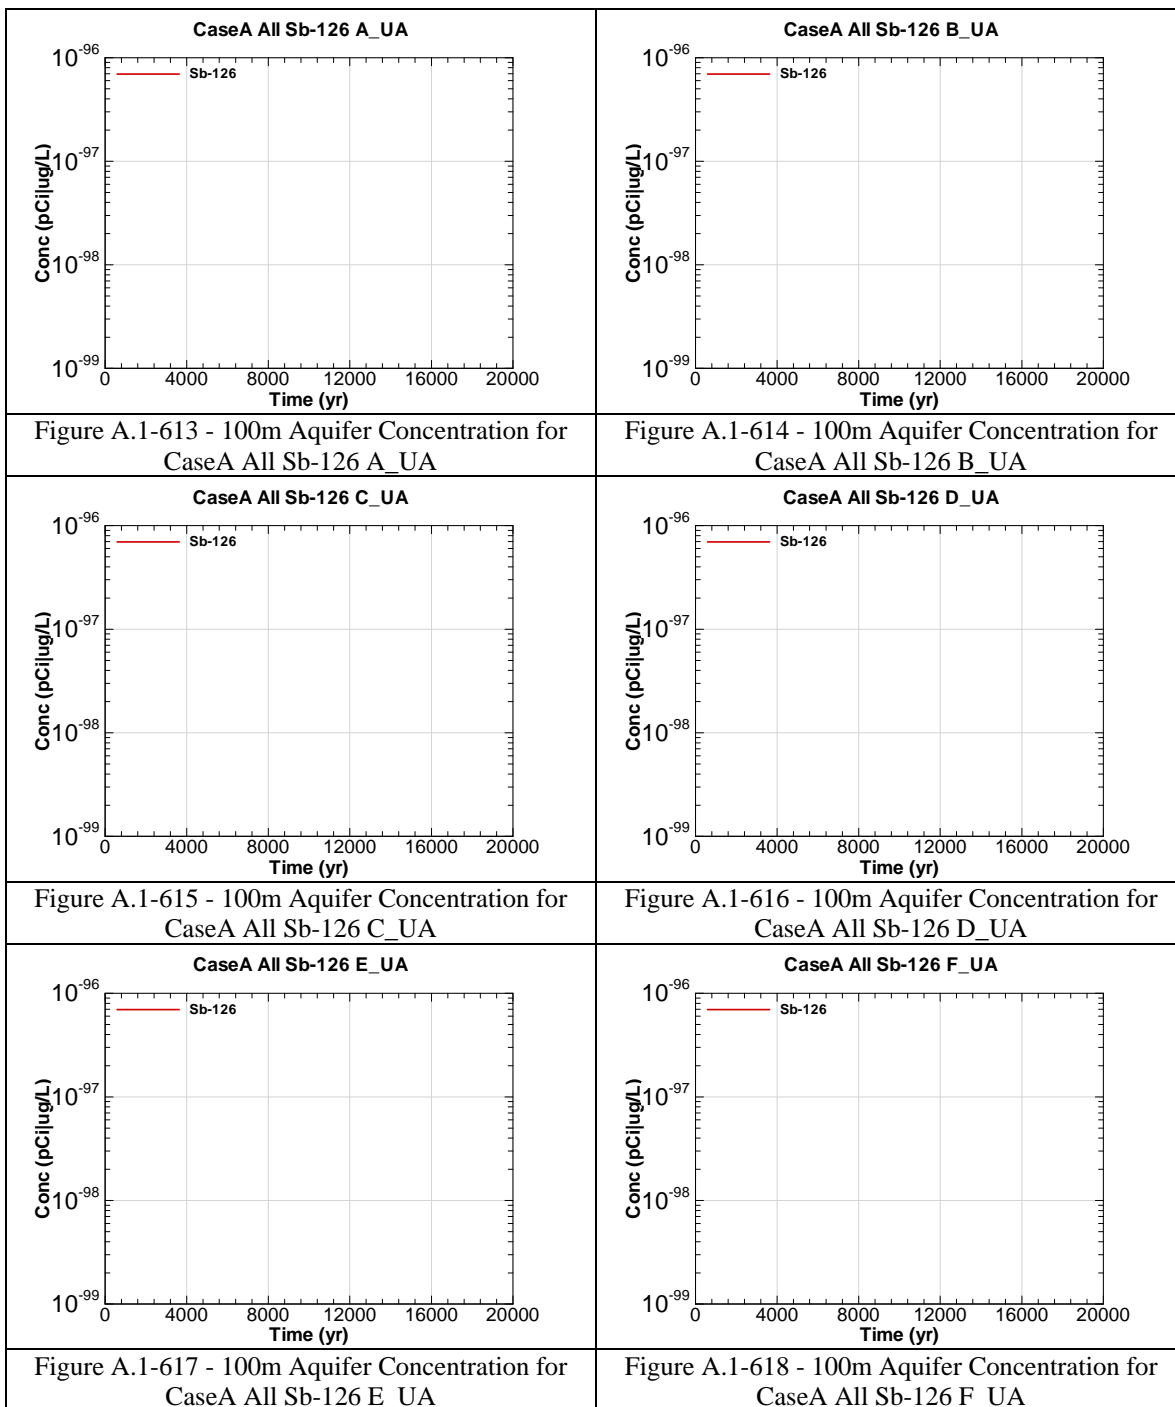 CaseA All Sb-126 A_UA
10-96
Sb-126
10-97
Conc (pCi|ug/L)
10-98
10-99
0 4000 8000 12000 16000 20000
Time (yr)
Figure A.1-613 - 100m Aquifer Concentration for
CaseA All Sb-126 A_UA
CaseA All Sb-126 B_UA
10-96
Sb-126
10-97
Conc (pCi|ug/L)
10-98
10-99
0 4000 8000 12000 16000 20000
Time (yr)
Figure A.1-614 - 100m Aquifer Concentration for
CaseA All Sb-126 B_UA
CaseA All Sb-126 C_UA
10-96
Sb-126
10-97
Conc (pCi|ug/L)
10-98
10-99
0 4000 8000 12000 16000 20000
Time (yr)
Figure A.1-615 - 100m Aquifer Concentration for
CaseA All Sb-126 C_UA
CaseA All Sb-126 D_UA
10-96
Sb-126
10-97
Conc (pCi|ug/L)
10-98
10-99
0 4000 8000 12000 16000 20000
Time (yr)
Figure A.1-616 - 100m Aquifer Concentration for
CaseA All Sb-126 D_UA
CaseA All Sb-126 E_UA
10-96
Sb-126
10-97
Conc (pCi|ug/L)
10-98
10-99
0 4000 8000 12000 16000 20000
Time (yr)
Figure A.1-617 - 100m Aquifer Concentration for
CaseA All Sb-126 E_UA
CaseA All Sb-126 F_UA
10-96
Sb-126
10-97
Conc (pCi|ug/L)
10-98
10-99
0 4000 8000 12000 16000 20000
Time (yr)
Figure A.1-618 - 100m Aquifer Concentration for
CaseA All Sb-126 F_UA